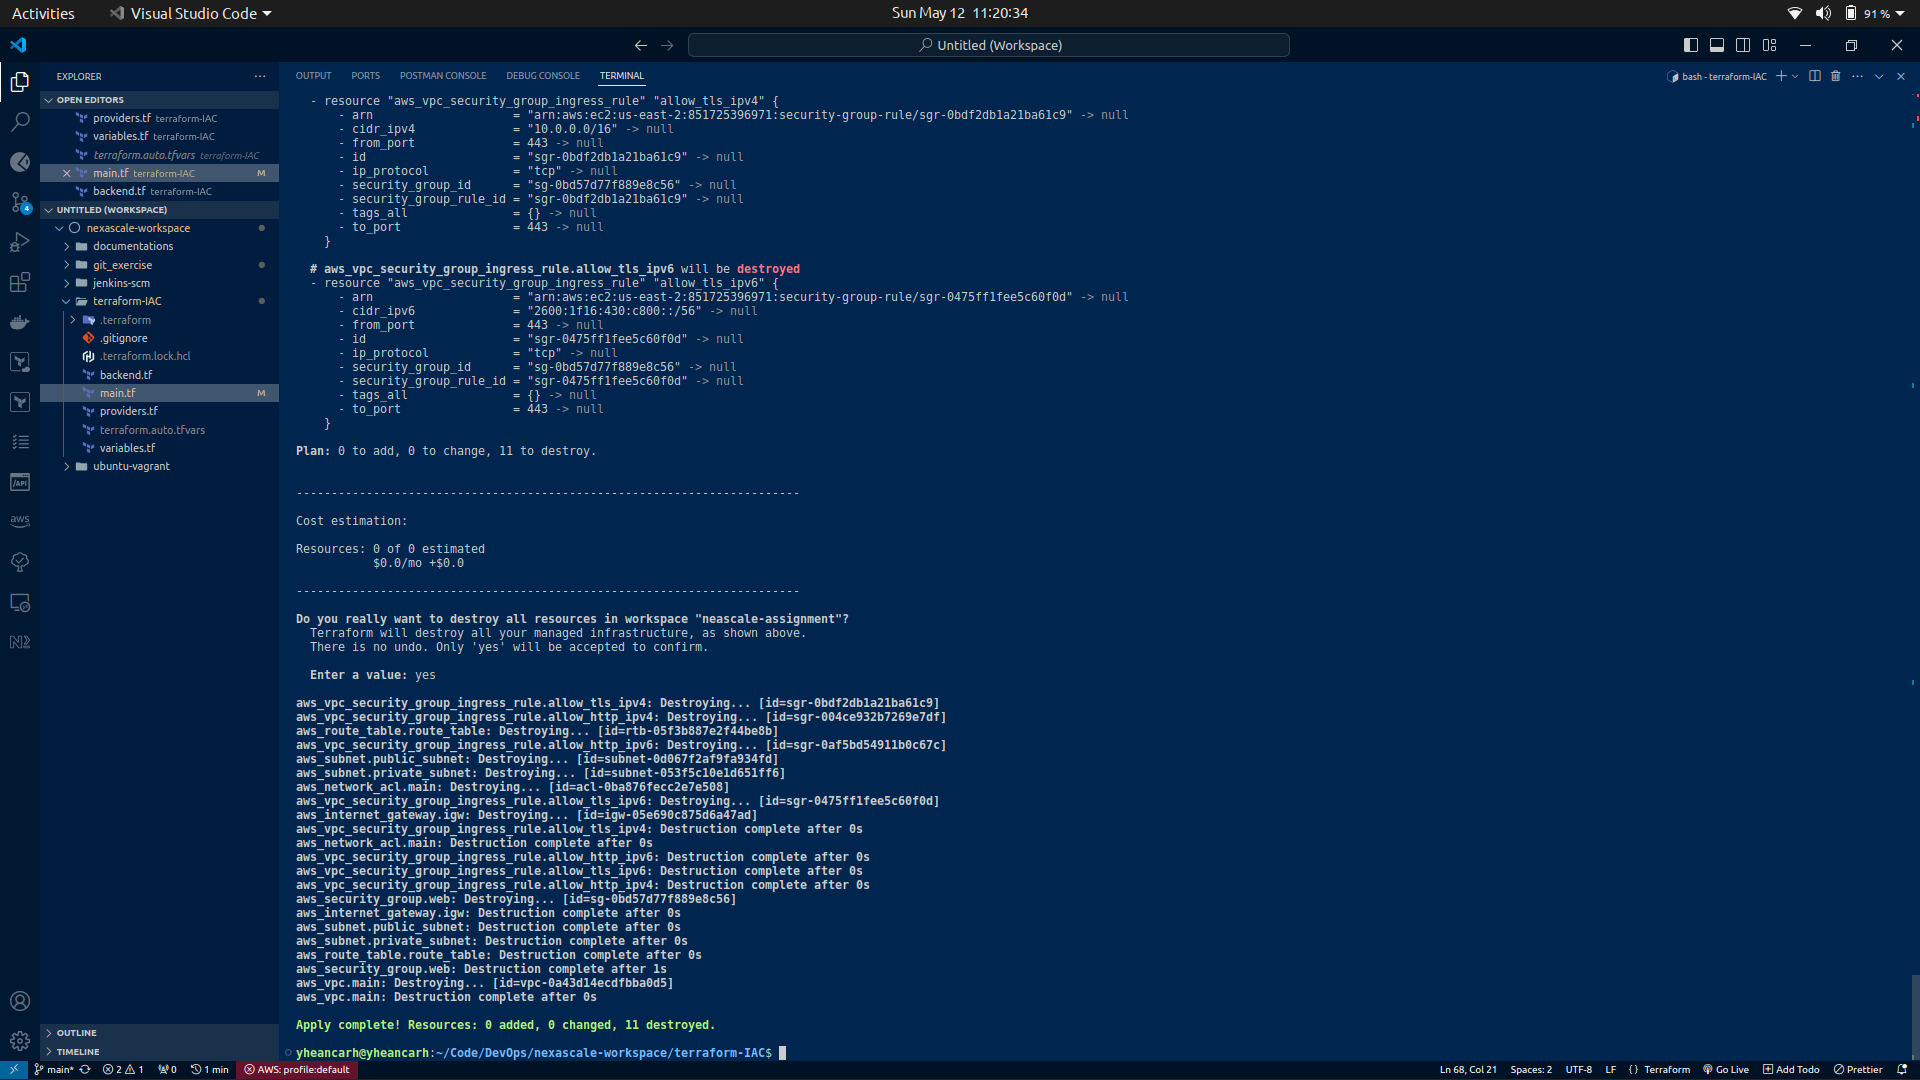 Activities
Visual Studio Code
Sun May 12 11:20:34
91 %
Untitled (Workspace)
EXPLORER
OPEN EDITORS
providers.tf terraform-IAC
variables.tf terraform-IAC
terraform.auto.tfvars terraform-IAC
main.tf terraform-IAC M
backend.tf terraform-IAC
UNTITLED (WORKSPACE)
nexascale-workspace
documentations
git_exercise
jenkins-scm
terraform-IAC
.terraform
.gitignore
.terraform.lock.hcl
backend.tf
main.tf M
providers.tf
terraform.auto.tfvars
variables.tf
ubuntu-vagrant
OUTLINE
TIMELINE
4
/API
aws
OUTPUT PORTS POSTMAN CONSOLE DEBUG CONSOLE TERMINAL
bash - terraform-IAC
- resource "aws_vpc_security_group_ingress_rule" "allow_tls_ipv4" {
- arn = "arn:aws:ec2:us-east-2:851725396971:security-group-rule/sgr-0bdf2db1a21ba61c9" -> null
- cidr_ipv4 = "10.0.0.0/16" -> null
- from_port = 443 -> null
- id = "sgr-0bdf2db1a21ba61c9" -> null
- ip_protocol = "tcp" -> null
- security_group_id = "sg-0bd57d77f889e8c56" -> null
- security_group_rule_id = "sgr-0bdf2db1a21ba61c9" -> null
- tags_all = {} -> null
- to_port = 443 -> null
}
# aws_vpc_security_group_ingress_rule.allow_tls_ipv6 will be destroyed
- resource "aws_vpc_security_group_ingress_rule" "allow_tls_ipv6" {
- arn = "arn:aws:ec2:us-east-2:851725396971:security-group-rule/sgr-0475ff1fee5c60f0d" -> null
- cidr_ipv6 = "2600:1f16:430:c800::/56" -> null
- from_port = 443 -> null
- id = "sgr-0475ff1fee5c60f0d" -> null
- ip_protocol = "tcp" -> null
- security_group_id = "sg-0bd57d77f889e8c56" -> null
- security_group_rule_id = "sgr-0475ff1fee5c60f0d" -> null
- tags_all = {} -> null
- to_port = 443 -> null
}
Plan: 0 to add, 0 to change, 11 to destroy.
------------------------------------------------------------------------
Cost estimation:
Resources: 0 of 0 estimated
$0.0/mo +$0.0
------------------------------------------------------------------------
Do you really want to destroy all resources in workspace "neascale-assignment"?
Terraform will destroy all your managed infrastructure, as shown above.
There is no undo. Only 'yes' will be accepted to confirm.
Enter a value: yes
aws_vpc_security_group_ingress_rule.allow_tls_ipv4: Destroying... [id=sgr-0bdf2db1a21ba61c9]
aws_vpc_security_group_ingress_rule.allow_http_ipv4: Destroying... [id=sgr-004ce932b7269e7df]
aws_route_table.route_table: Destroying... [id=rtb-05f3b887e2f44be8b]
aws_vpc_security_group_ingress_rule.allow_http_ipv6: Destroying... [id=sgr-0af5bd54911b0c67c]
aws_subnet.public_subnet: Destroying... [id=subnet-0d067f2af9fa934fd]
aws_subnet.private_subnet: Destroying... [id=subnet-053f5c10e1d651ff6]
aws_network_acl.main: Destroying... [id=acl-0ba876fecc2e7e508]
aws_vpc_security_group_ingress_rule.allow_tls_ipv6: Destroying... [id=sgr-0475ff1fee5c60f0d]
aws_internet_gateway.igw: Destroying... [id=igw-05e690c875d6a47ad]
aws_vpc_security_group_ingress_rule.allow_tls_ipv4: Destruction complete after 0s
aws_network_acl.main: Destruction complete after 0s
aws_vpc_security_group_ingress_rule.allow_http_ipv6: Destruction complete after 0s
aws_vpc_security_group_ingress_rule.allow_tls_ipv6: Destruction complete after 0s
aws_vpc_security_group_ingress_rule.allow_http_ipv4: Destruction complete after 0s
aws_security_group.web: Destroying... [id=sg-0bd57d77f889e8c56]
aws_internet_gateway.igw: Destruction complete after 0s
aws_subnet.public_subnet: Destruction complete after 0s
aws_subnet.private_subnet: Destruction complete after 0s
aws_route_table.route_table: Destruction complete after 0s
aws_security_group.web: Destruction complete after 1s
aws_vpc.main: Destroying... [id=vpc-0a43d14ecdfbba0d5]
aws_vpc.main: Destruction complete after 0s
Apply complete! Resources: 0 added, 0 changed, 11 destroyed.
yheancarh@yheancarh:~/Code/DevOps/nexascale-workspace/terraform-IAC$
main* 2 1 0 1 min AWS: profile:default
Ln 68, Col 21 Spaces: 2 UTF-8 LF {} Terraform Go Live Add Todo Prettier